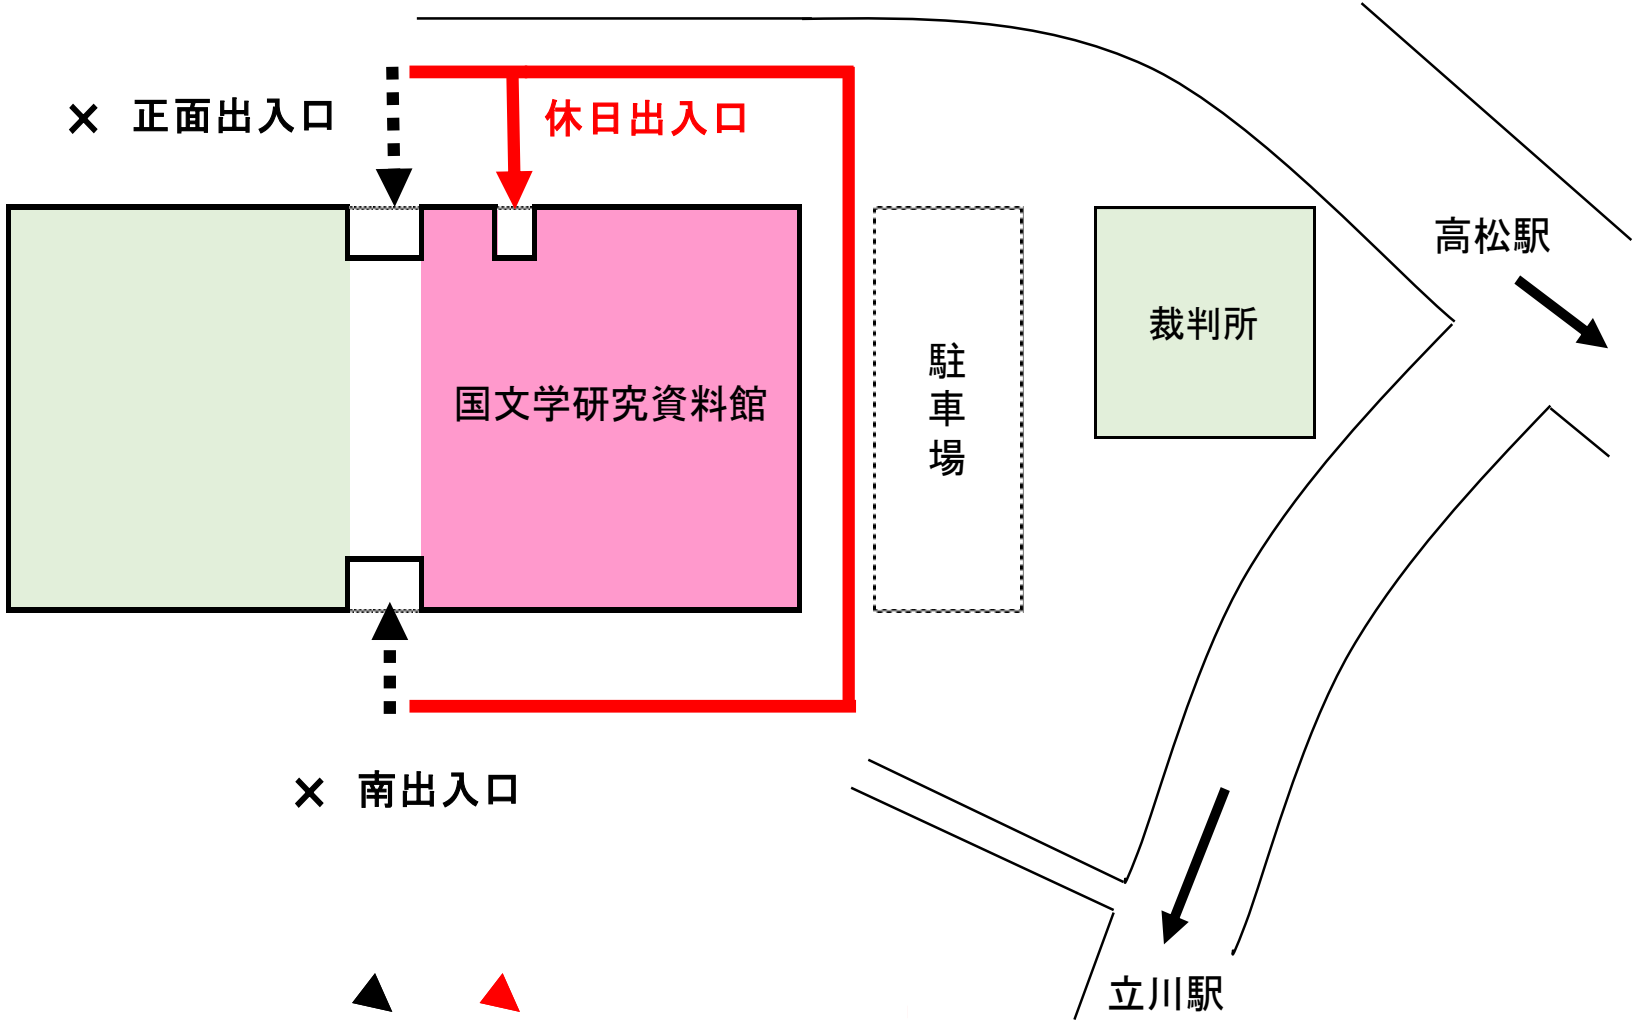 × 正面出入口
休日出入口
高松駅
裁判所
駐車場
国文学研究資料館
× 南出入口
立川駅